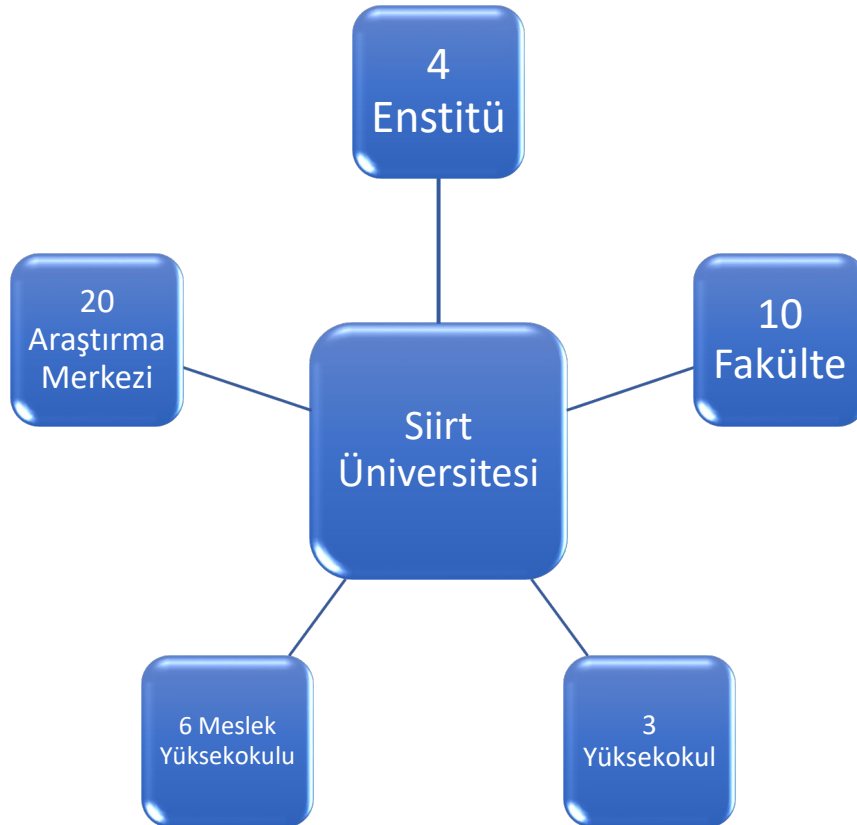 4
Enstitü
20
Araştırma
Merkezi
10
Fakülte
Siirt
Üniversitesi
6 Meslek
Yüksekokulu
3
Yüksekokul